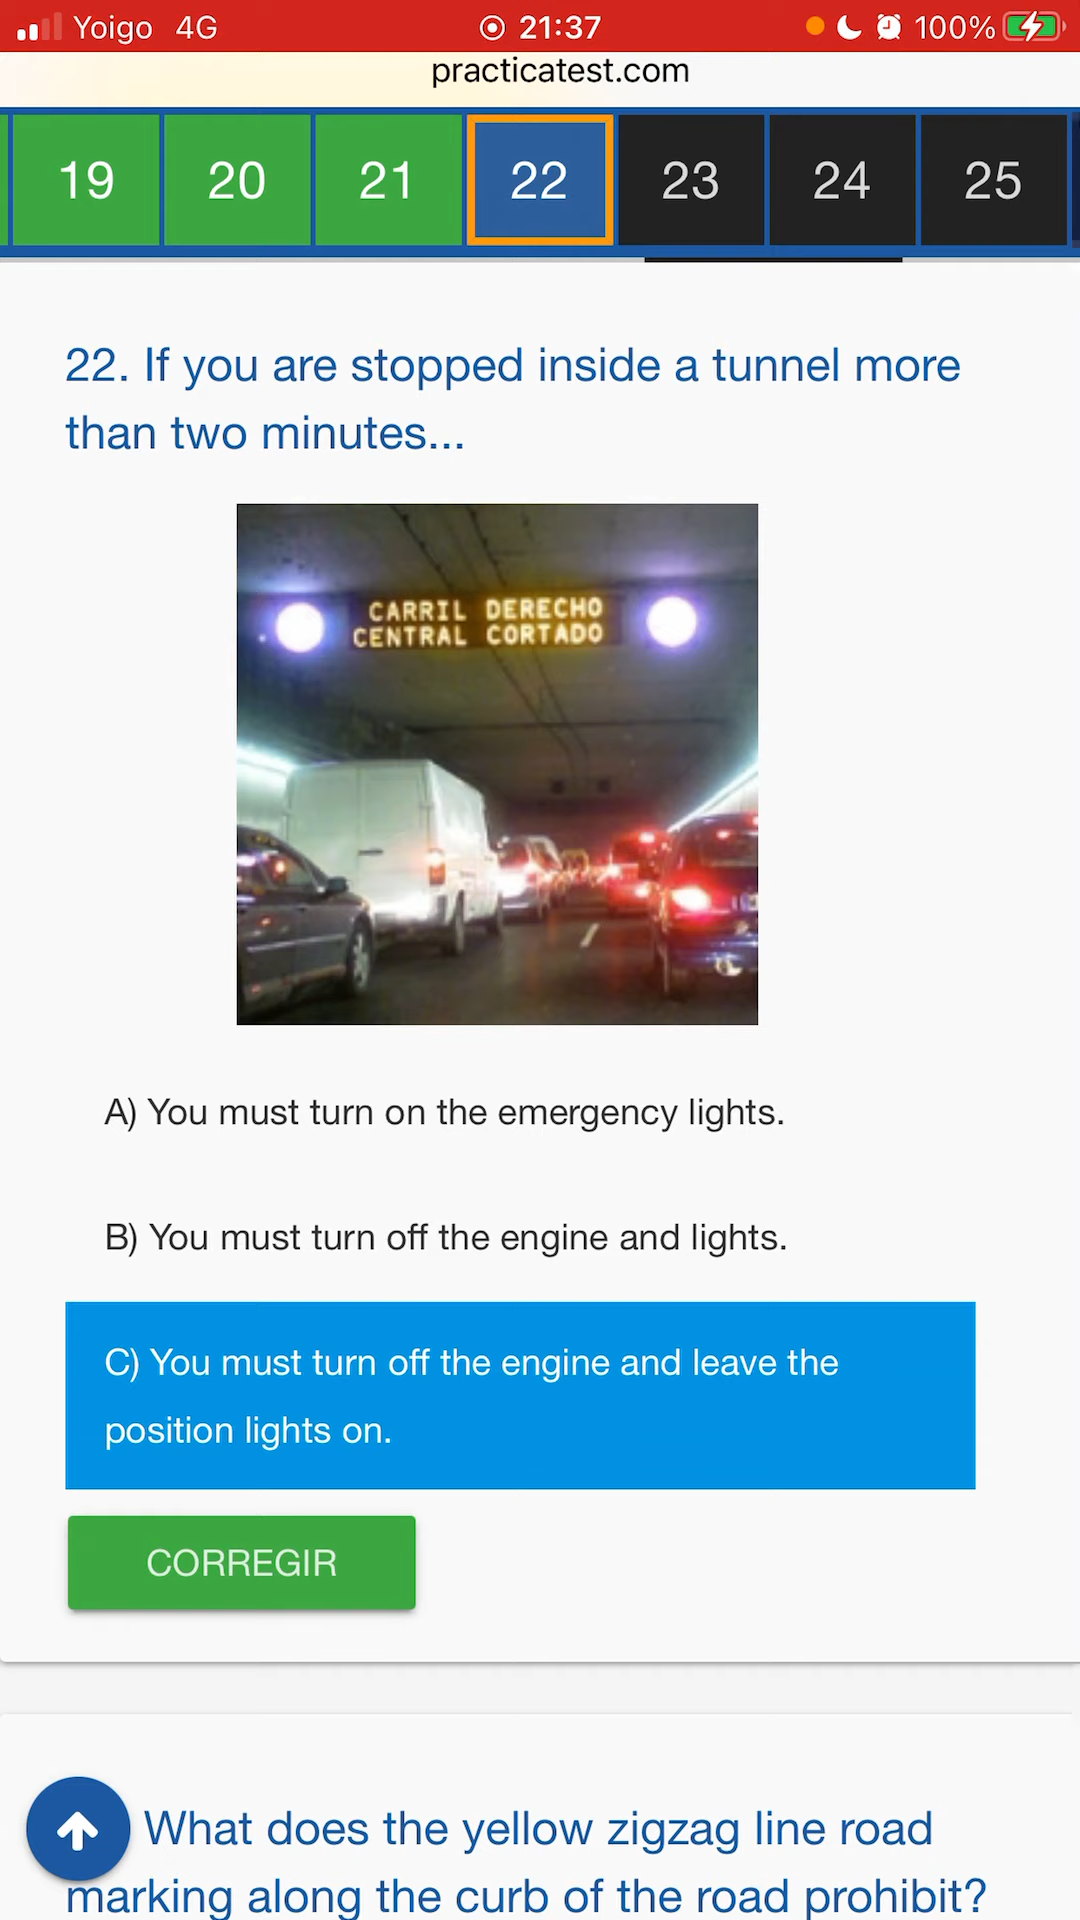 Yoigo 4G 21:37 100%
practicatest.com
19 20 21 22 23 24 25
22. If you are stopped inside a tunnel more
than two minutes...
CARRIL DERECHO
CENTRAL CORTADO
A) You must turn on the emergency lights.
B) You must turn off the engine and lights.
C) You must turn off the engine and leave the
position lights on.
CORREGIR
What does the yellow zigzag line road
marking along the curb of the road prohibit?